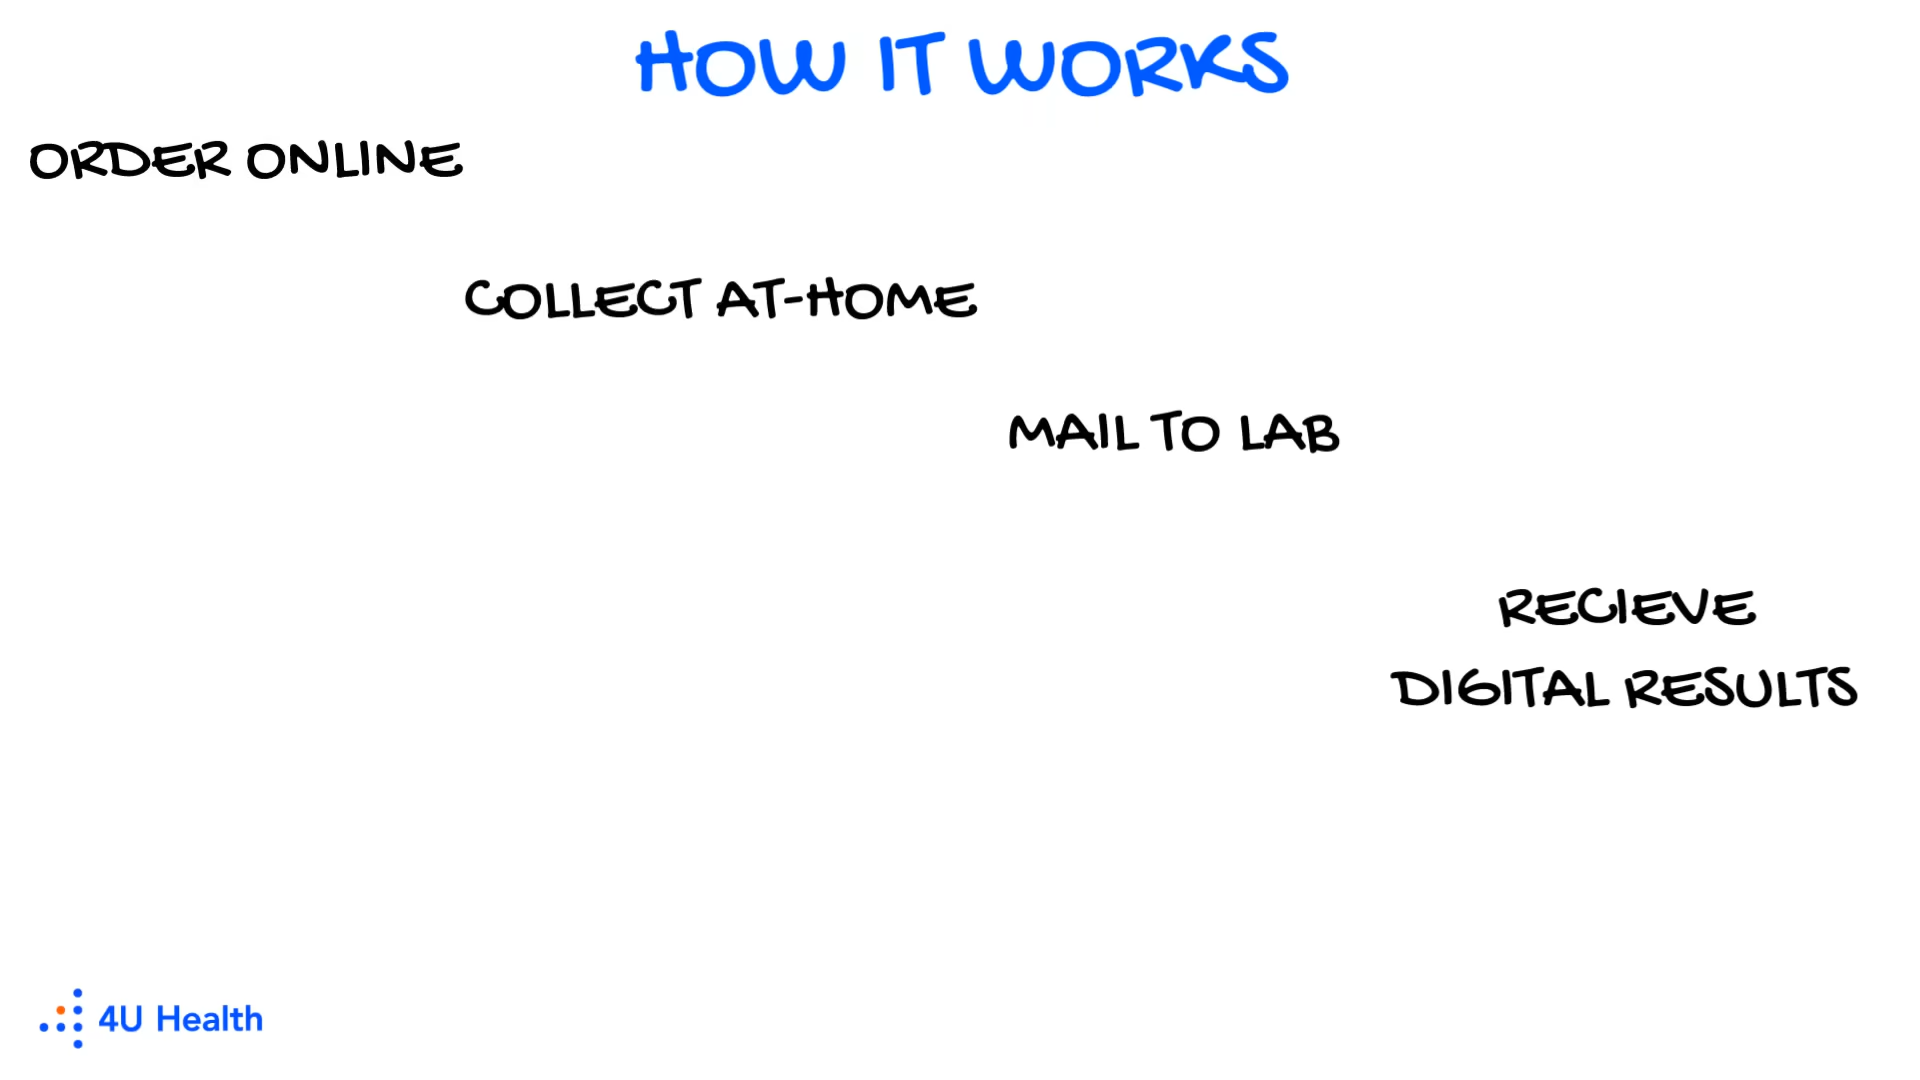 HOW IT WORKS
ORDER ONLINE
COLLECT AT-HOME
MAIL TO LAB
RECIEVE
DIGITAL RESULTS
4U Health